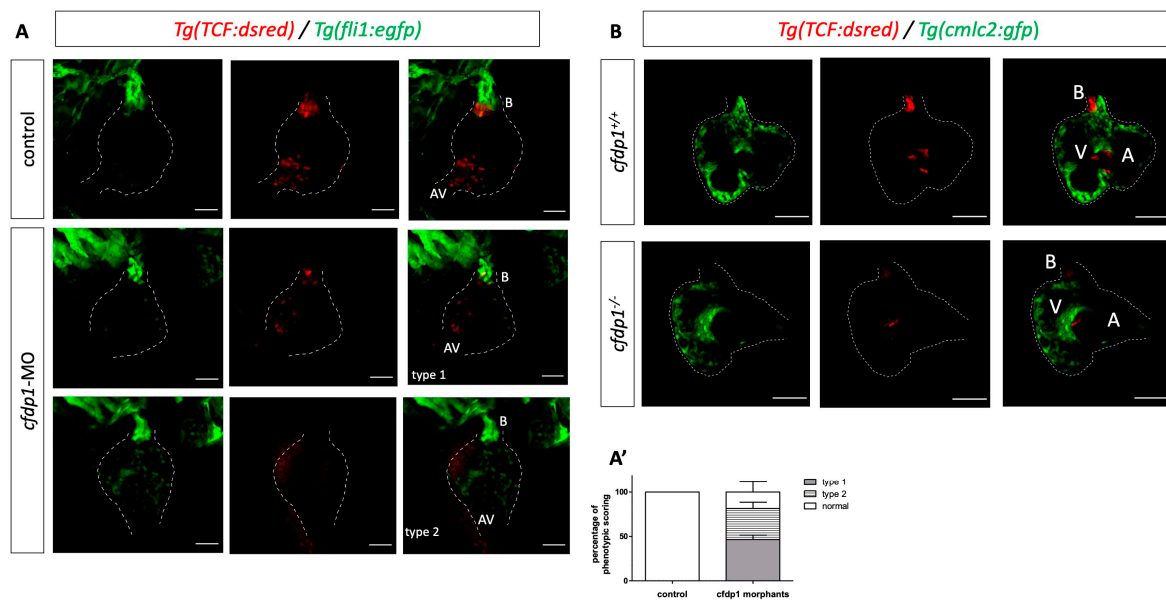 A
Tg(TCF:dsred) / Tg(fli1:egfp)
control
B
AV
cfdp1-MO
B
AV
type 1
B
AV
type 2
B
Tg(TCF:dsred) / Tg(cmlc2:gfp)
cfdp1+/+
B
V
A
cfdp1-/-
B
V
A
A’
percentage of
phenotypic scoring
100
50
0
control
cfdp1 morphants
type 1
type 2
normal